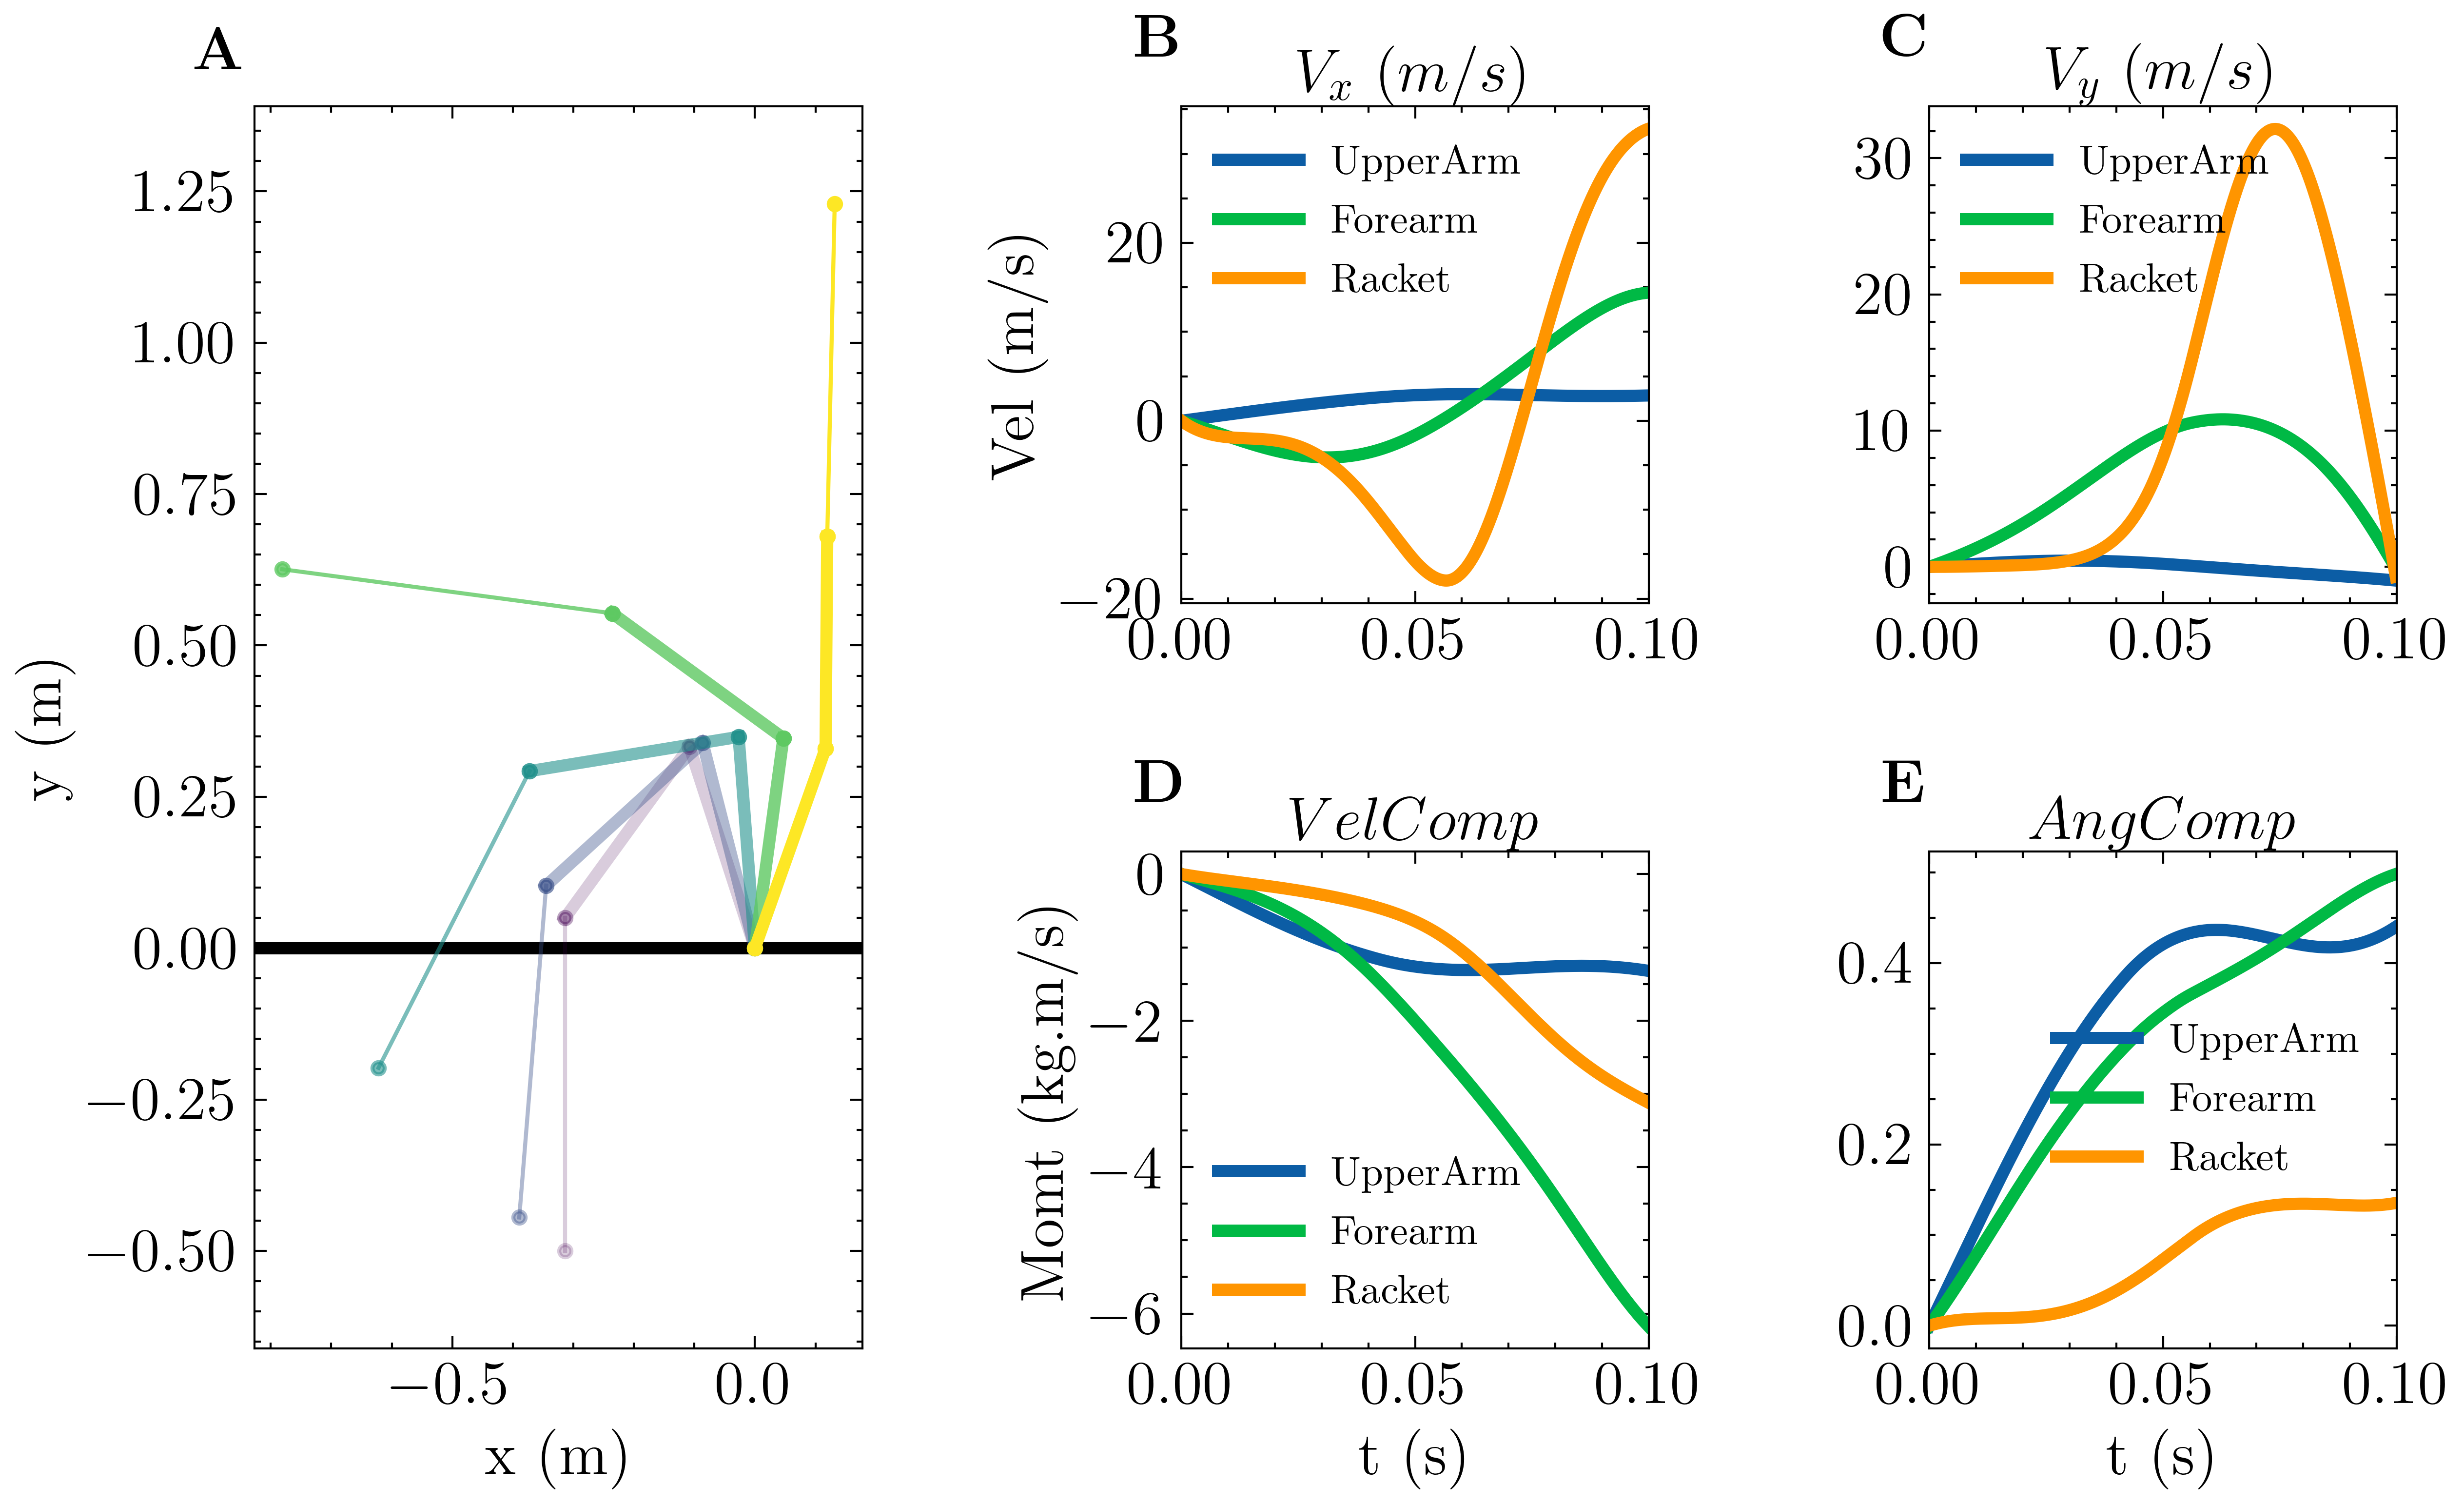 A
y (m)
1.25
1.00
0.75
0.50
0.25
0.00
−0.25
−0.50
−0.5 0.0
x (m)
B
V_x (m/s)
Vel (m/s)
20
0
−20
UpperArm
Forearm
Racket
0.00 0.05 0.10
C
V_y (m/s)
30
20
10
0
UpperArm
Forearm
Racket
0.00 0.05 0.10
D
VelComp
Momt (kg.m/s)
0
−2
−4
−6
UpperArm
Forearm
Racket
0.00 0.05 0.10
t (s)
E
AngComp
0.4
0.2
0.0
UpperArm
Forearm
Racket
0.00 0.05 0.10
t (s)